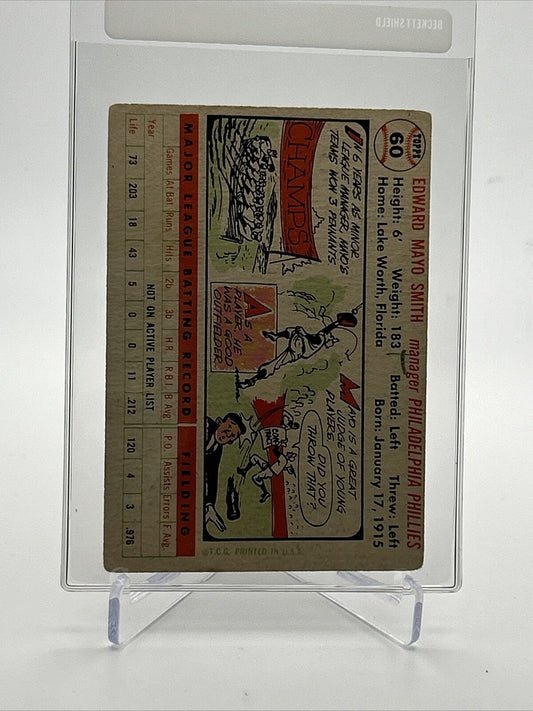 BECKETT SHIELD
TOPPS
60
EDWARD MAYO SMITH manager PHILADELPHIA PHILLIES
Height: 6' Weight: 183 Batted: Left Threw: Left
Home: Lake Worth, Florida Born: January 17, 1915
IN 6 YEARS AS MINOR
LEAGUE MANAGER, MAYO'S
TEAMS WON 3 PENNANTS
CHAMPS
AS A
PLAYER HE
WAS A GOOD
OUTFIELDER
MAYO IS A GREAT
JUDGE OF YOUNG
PLAYERS.
DID YOU
THROW THAT?
MAJOR LEAGUE BATTING RECORD FIELDING
Year Games At Bat Runs Hits 2b 3b H.R. R B I B Avg. P.O. Assists Errors F. Avg.
NOT ON ACTIVE PLAYER LIST
Life 73 203 18 43 5 0 0 11 .212 120 4 3 .976
©T.C.G. PRINTED IN U.S.A.